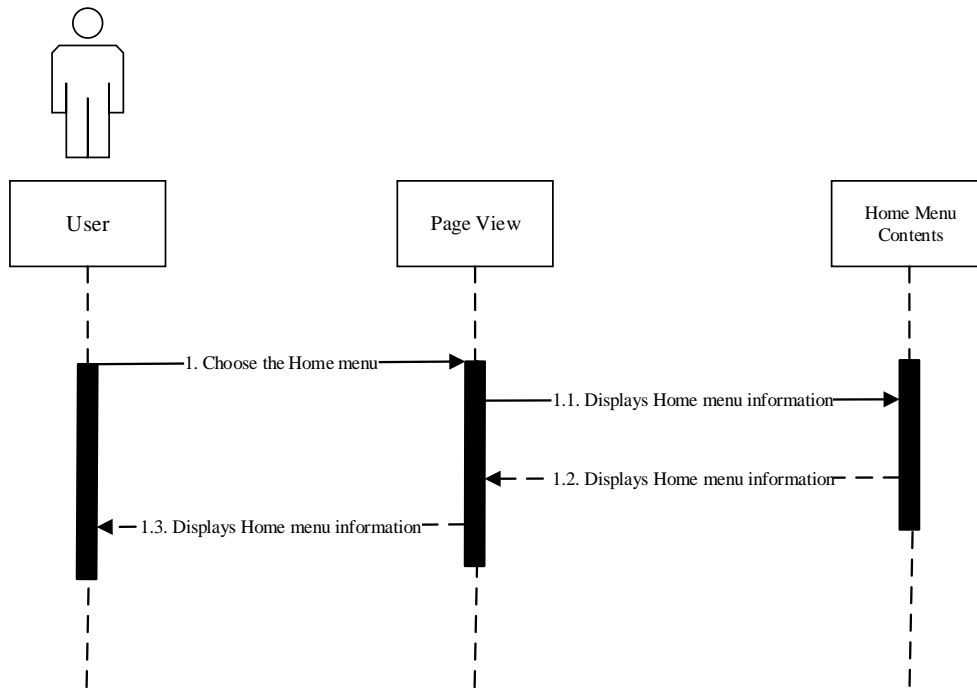 User
Page View
Home Menu
Contents
1. Choose the Home menu
1.1. Displays Home menu information
1.2. Displays Home menu information
1.3. Displays Home menu information